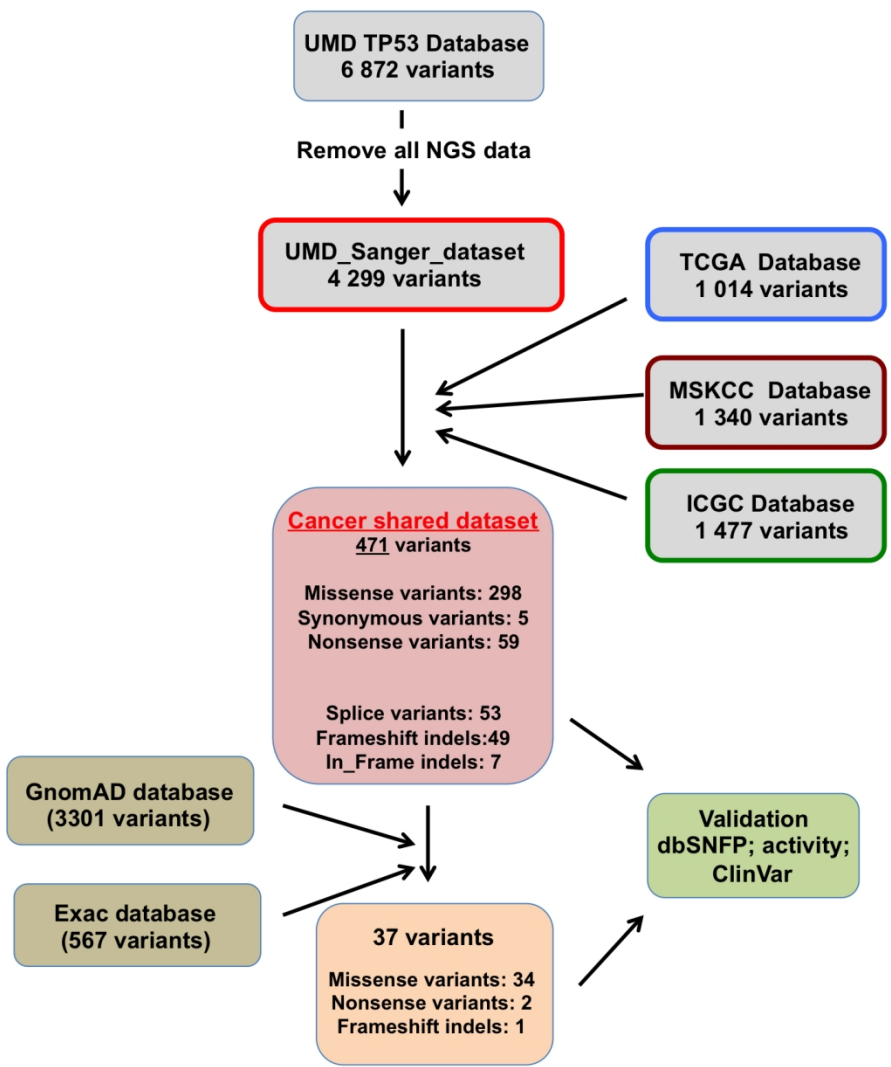 UMD TP53 Database
6 872 variants
Remove all NGS data
UMD_Sanger_dataset
4 299 variants
TCGA Database
1 014 variants
MSKCC Database
1 340 variants
ICGC Database
1 477 variants
Cancer shared dataset
471 variants
Missense variants: 298
Synonymous variants: 5
Nonsense variants: 59
Splice variants: 53
Frameshift indels:49
In_Frame indels: 7
GnomAD database
(3301 variants)
Exac database
(567 variants)
Validation
dbSNFP; activity;
ClinVar
37 variants
Missense variants: 34
Nonsense variants: 2
Frameshift indels: 1